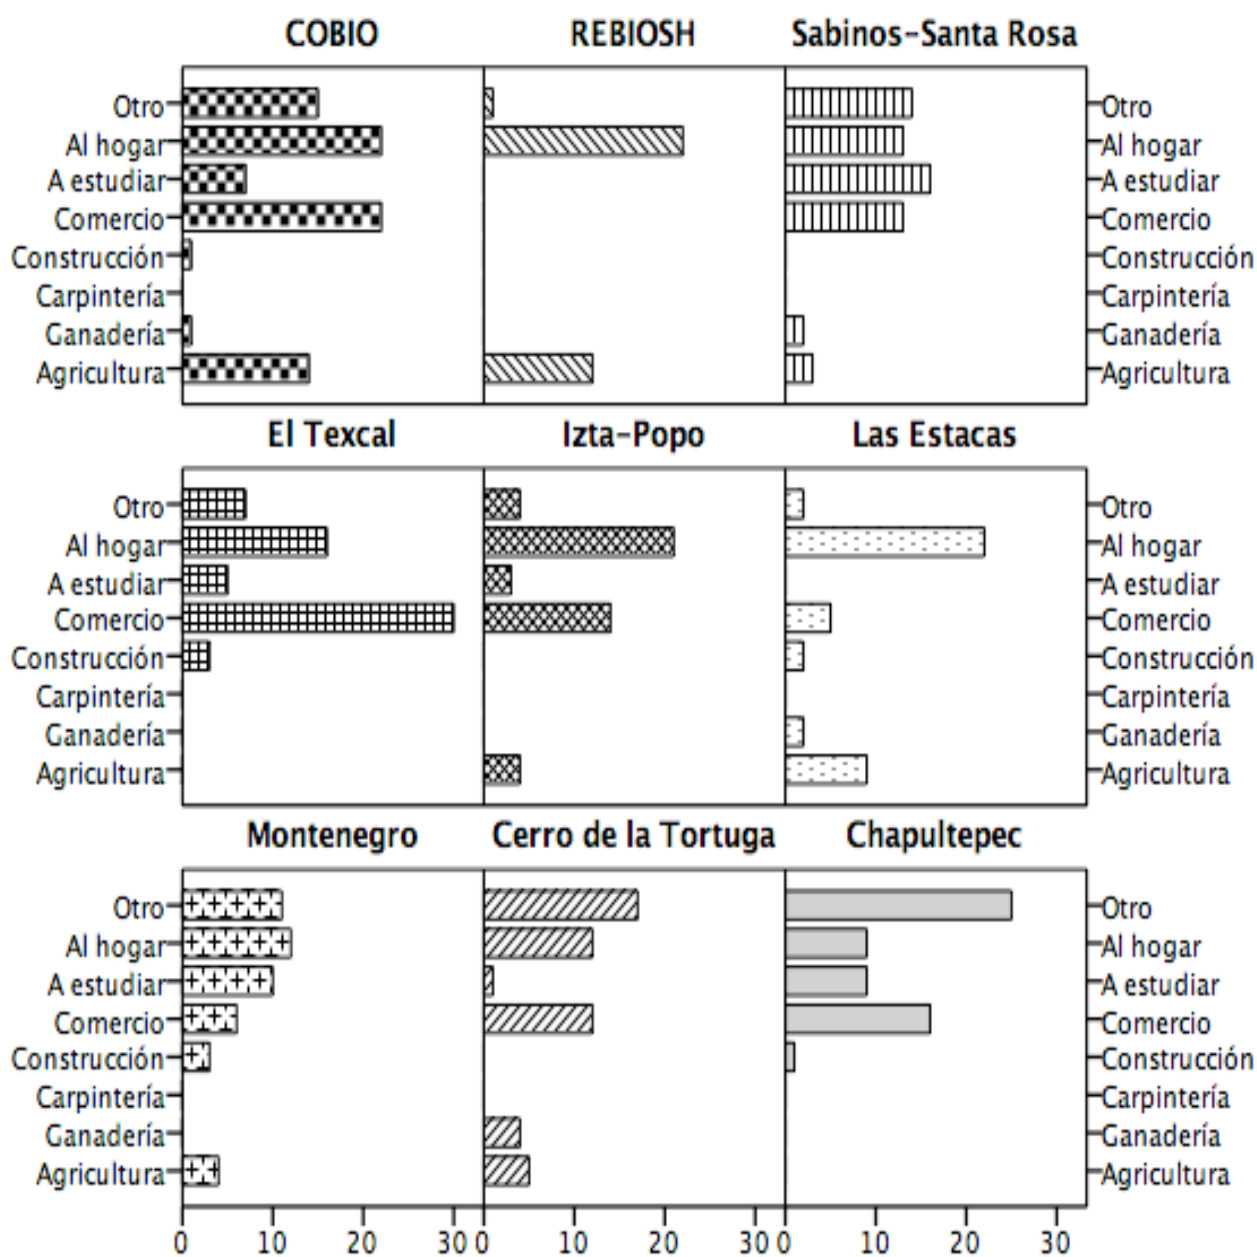 COBIO REBIOSH Sabinos-Santa Rosa
Otro Otro
Al hogar Al hogar
A estudiar A estudiar
Comercio Comercio
Construcción Construcción
Carpintería Carpintería
Ganadería Ganadería
Agricultura Agricultura
El Texcal Izta-Popo Las Estacas
Otro Otro
Al hogar Al hogar
A estudiar A estudiar
Comercio Comercio
Construcción Construcción
Carpintería Carpintería
Ganadería Ganadería
Agricultura Agricultura
Montenegro Cerro de la Tortuga Chapultepec
Otro Otro
Al hogar Al hogar
A estudiar A estudiar
Comercio Comercio
Construcción Construcción
Carpintería Carpintería
Ganadería Ganadería
Agricultura Agricultura
0 10 20 30 0 10 20 30 0 10 20 30